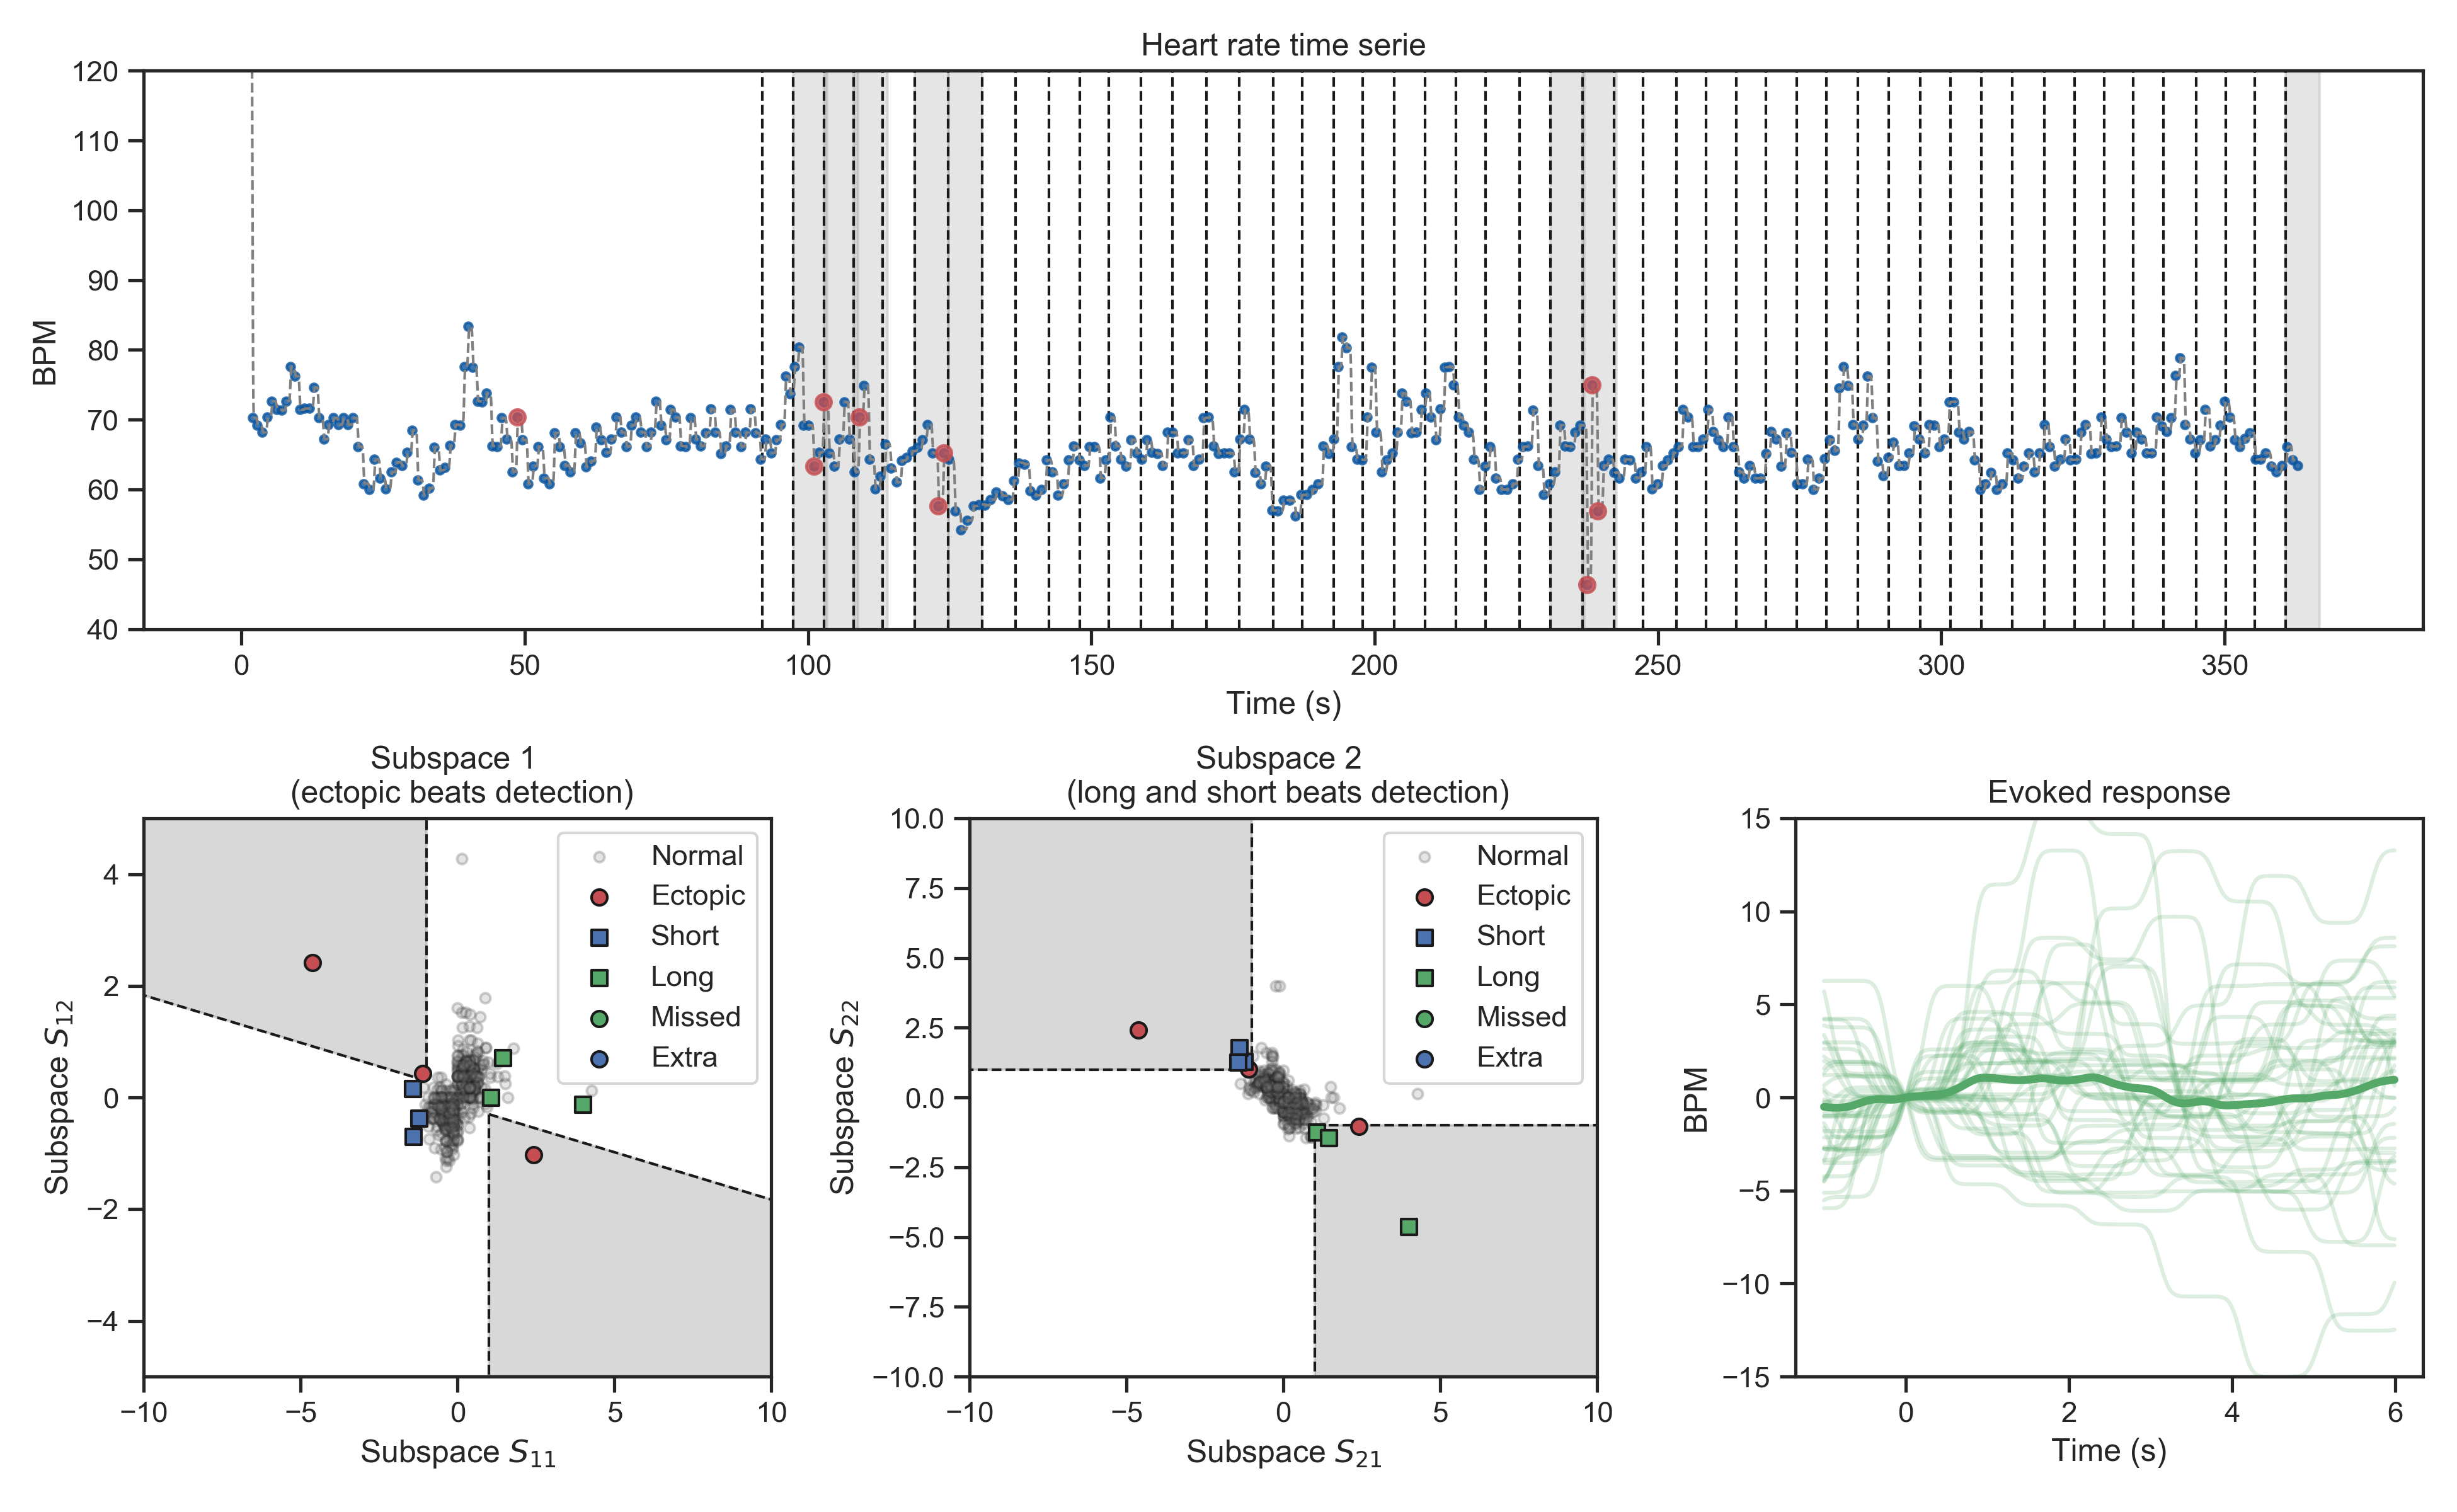 Heart rate time serie
120
110
100
90
80
70
60
50
40
BPM
0 50 100 150 200 250 300 350
Time (s)
Subspace 1
(ectopic beats detection)
4
2
0
−2
−4
Subspace S12
−10 −5 0 5 10
Subspace S11
Normal
Ectopic
Short
Long
Missed
Extra
Subspace 2
(long and short beats detection)
10.0
7.5
5.0
2.5
0.0
−2.5
−5.0
−7.5
−10.0
Subspace S22
−10 −5 0 5 10
Subspace S21
Normal
Ectopic
Short
Long
Missed
Extra
Evoked response
15
10
5
0
−5
−10
−15
BPM
0 2 4 6
Time (s)